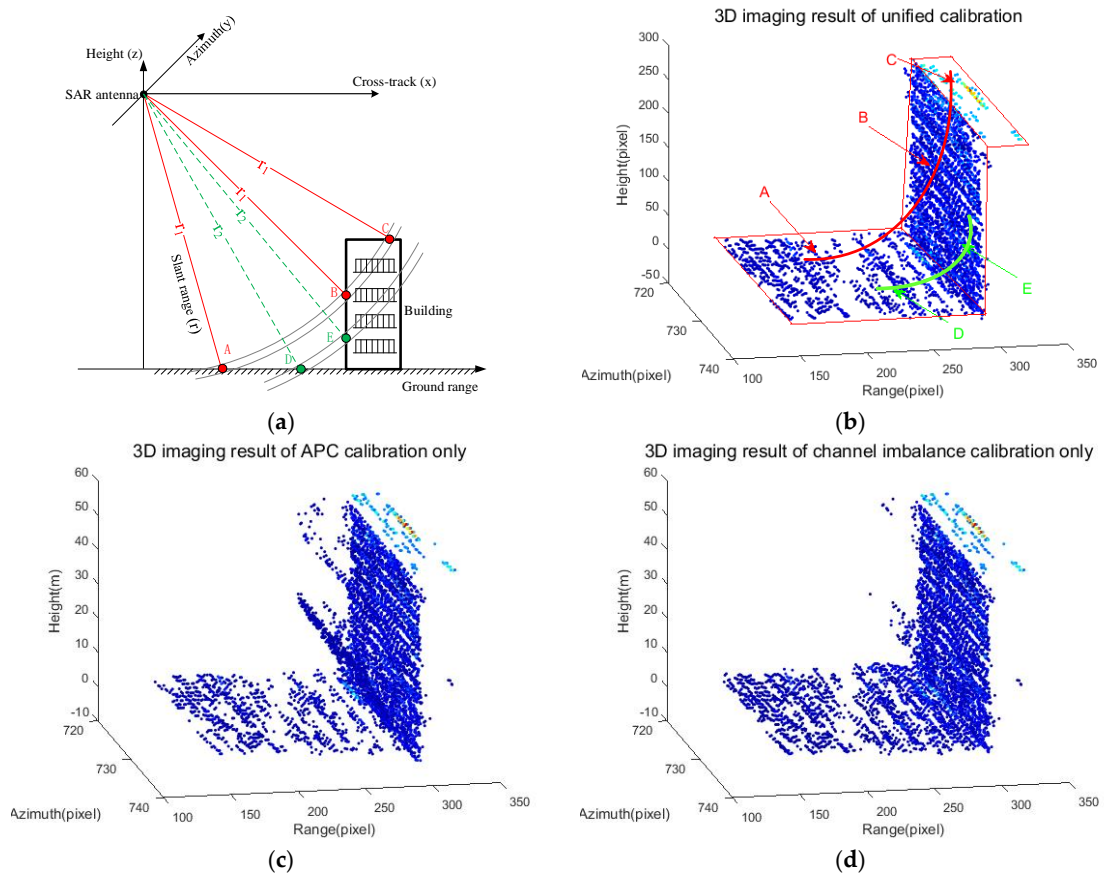 Azimuth(y)
Height (z)
Cross-track (x)
SAR antenna
r1
r1
r1
r2
r2
Slant range (r)
A
B
C
D
E
Building
Ground range
(a)
3D imaging result of unified calibration
300
250
200
150
100
50
0
-50
Height(pixel)
A
B
C
D
E
720
730
740
Azimuth(pixel)
100
150
200
250
300
350
Range(pixel)
(b)
3D imaging result of APC calibration only
60
50
40
30
20
10
0
-10
Height(m)
720
730
740
Azimuth(pixel)
100
150
200
250
300
350
Range(pixel)
(c)
3D imaging result of channel imbalance calibration only
60
50
40
30
20
10
0
-10
Height(m)
720
730
740
Azimuth(pixel)
100
150
200
250
300
350
Range(pixel)
(d)